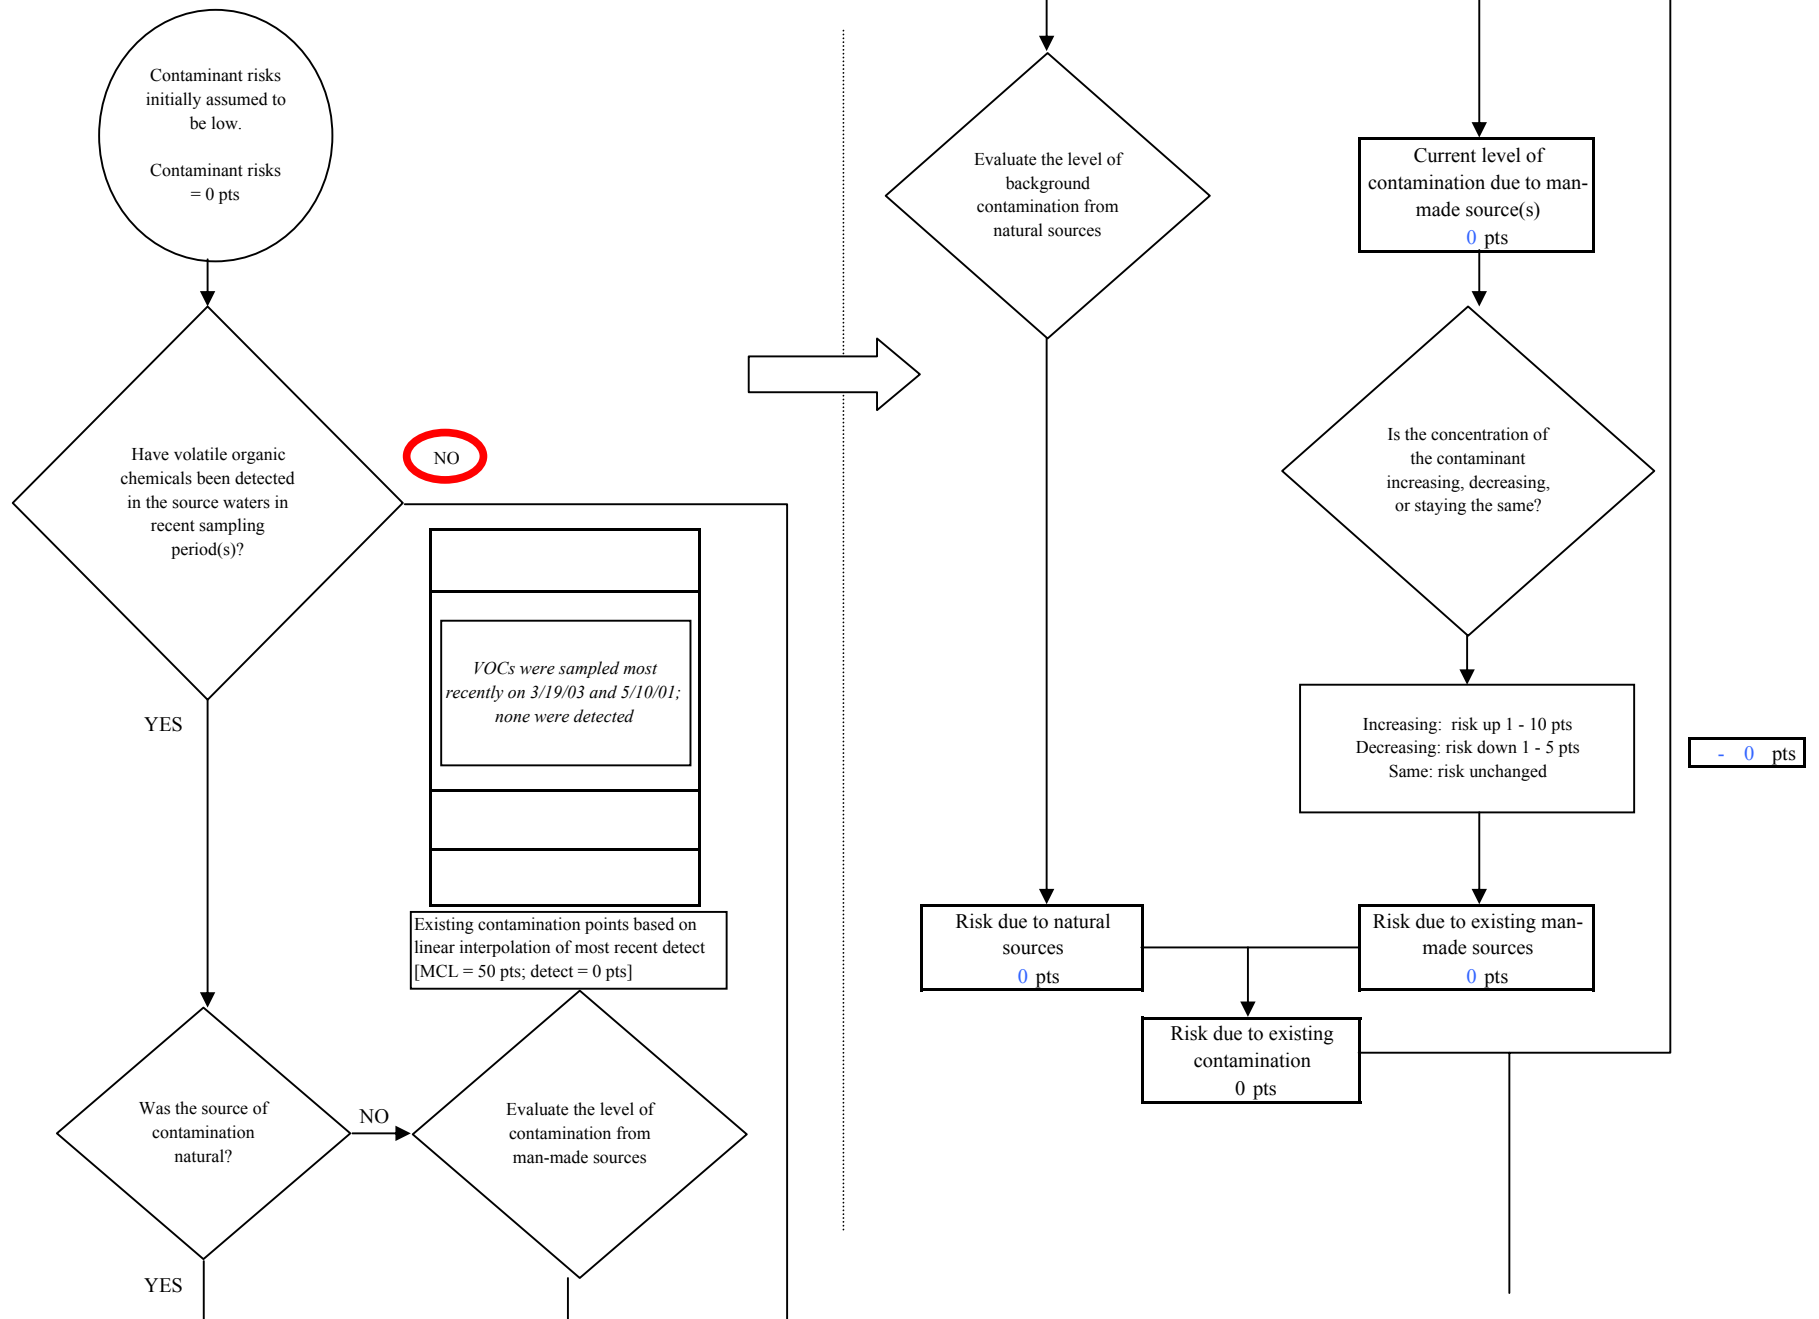 Contaminant risks
initially assumed to
be low.
Contaminant risks
= 0 pts
Have volatile organic
chemicals been detected
in the source waters in
recent sampling
period(s)?
NO
YES
VOCs were sampled most
recently on 3/19/03 and 5/10/01;
none were detected
Existing contamination points based on
linear interpolation of most recent detect
[MCL = 50 pts; detect = 0 pts]
Was the source of
contamination
natural?
NO
YES
Evaluate the level of
contamination from
man-made sources
Evaluate the level of
background
contamination from
natural sources
Current level of
contamination due to man-
made source(s)
0 pts
Is the concentration of
the contaminant
increasing, decreasing,
or staying the same?
Increasing: risk up 1 - 10 pts
Decreasing: risk down 1 - 5 pts
Same: risk unchanged
- 0 pts
Risk due to natural
sources
0 pts
Risk due to existing man-
made sources
0 pts
Risk due to existing
contamination
0 pts